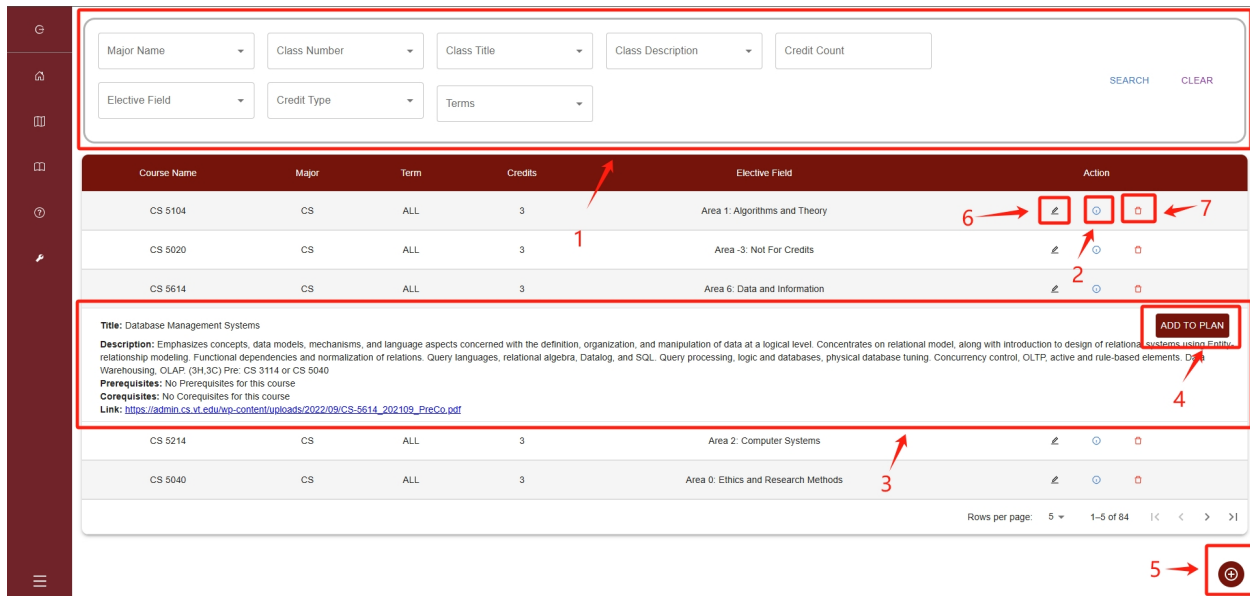 Major Name
Class Number
Class Title
Class Description
Credit Count
SEARCH
CLEAR
Elective Field
Credit Type
Terms
Course Name Major Term Credits Elective Field Action
1
CS 5104 CS ALL 3 Area 1: Algorithms and Theory
6
7
CS 5020 CS ALL 3 Area -3: Not For Credits
2
CS 5614 CS ALL 3 Area 6: Data and Information
Title: Database Management Systems
ADD TO PLAN
Description: Emphasizes concepts, data models, mechanisms, and language aspects concerned with the definition, organization, and manipulation of data at a logical level. Concentrates on relational model, along with introduction to design of relational systems using Entity-
relationship modeling. Functional dependencies and normalization of relations. Query languages, relational algebra, Datalog, and SQL. Query processing, logic and databases, physical database tuning. Concurrency control, OLTP, active and rule-based elements. Data
Warehousing, OLAP. (3H,3C) Pre: CS 3114 or CS 5040
Prerequisites: No Prerequisites for this course
4
Corequisites: No Corequisites for this course
Link: https://admin.cs.vt.edu/wp-content/uploads/2022/09/CS-5614_202109_PreCo.pdf
CS 5214 CS ALL 3 Area 2: Computer Systems
3
CS 5040 CS ALL 3 Area 0: Ethics and Research Methods
Rows per page: 5 1–5 of 84
5